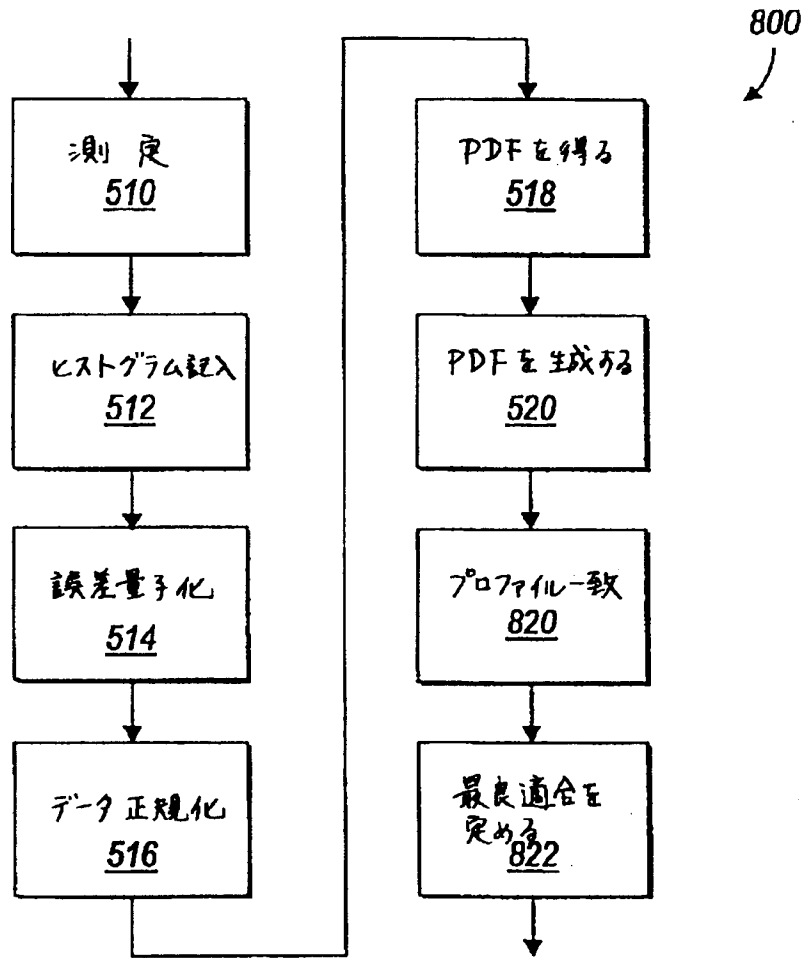 800
測定
510
ヒストグラム記入
512
誤差量子化
514
データ正規化
516
PDFを得る
518
PDFを生成する
520
プロファイル一致
820
最良適合を
定める
822